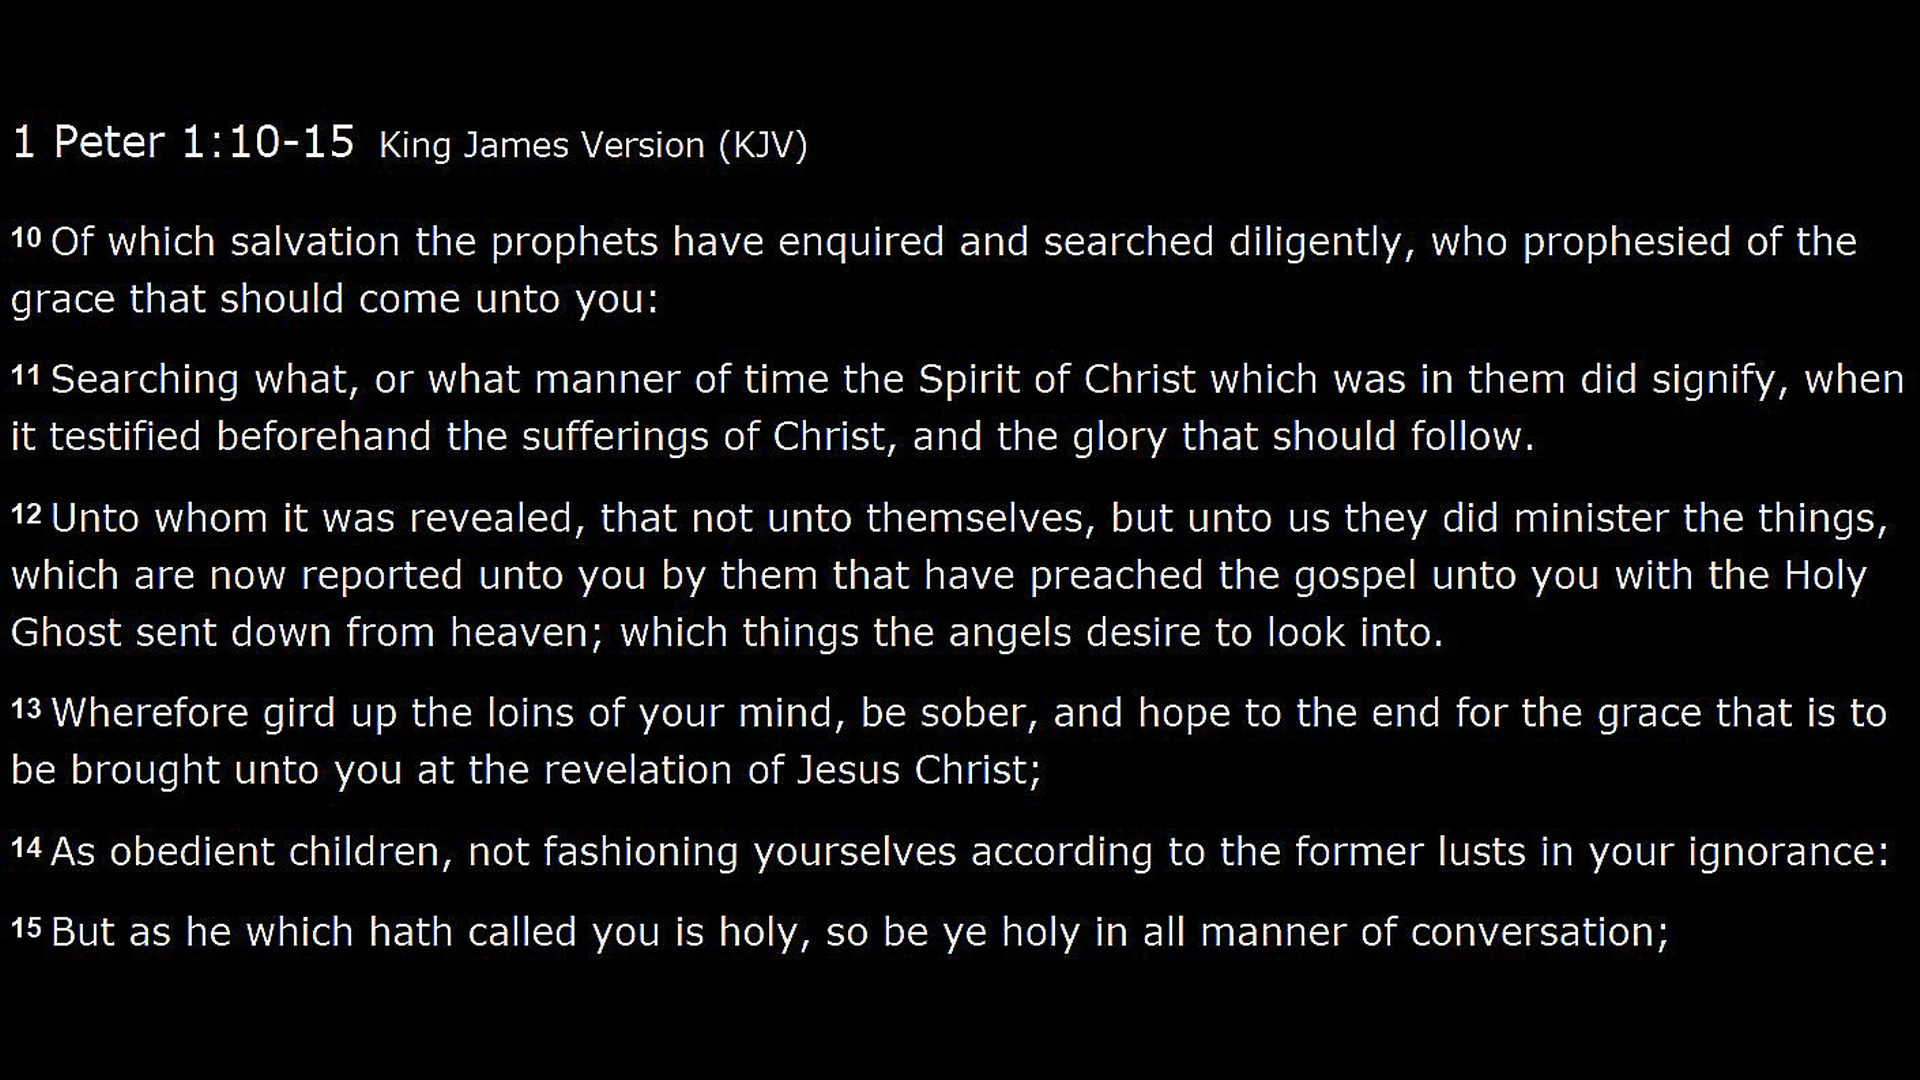 1 Peter 1:10-15 King James Version (KJV)
10 Of which salvation the prophets have enquired and searched diligently, who prophesied of the
grace that should come unto you:
11 Searching what, or what manner of time the Spirit of Christ which was in them did signify, when
it testified beforehand the sufferings of Christ, and the glory that should follow.
12 Unto whom it was revealed, that not unto themselves, but unto us they did minister the things,
which are now reported unto you by them that have preached the gospel unto you with the Holy
Ghost sent down from heaven; which things the angels desire to look into.
13 Wherefore gird up the loins of your mind, be sober, and hope to the end for the grace that is to
be brought unto you at the revelation of Jesus Christ;
14 As obedient children, not fashioning yourselves according to the former lusts in your ignorance:
15 But as he which hath called you is holy, so be ye holy in all manner of conversation;